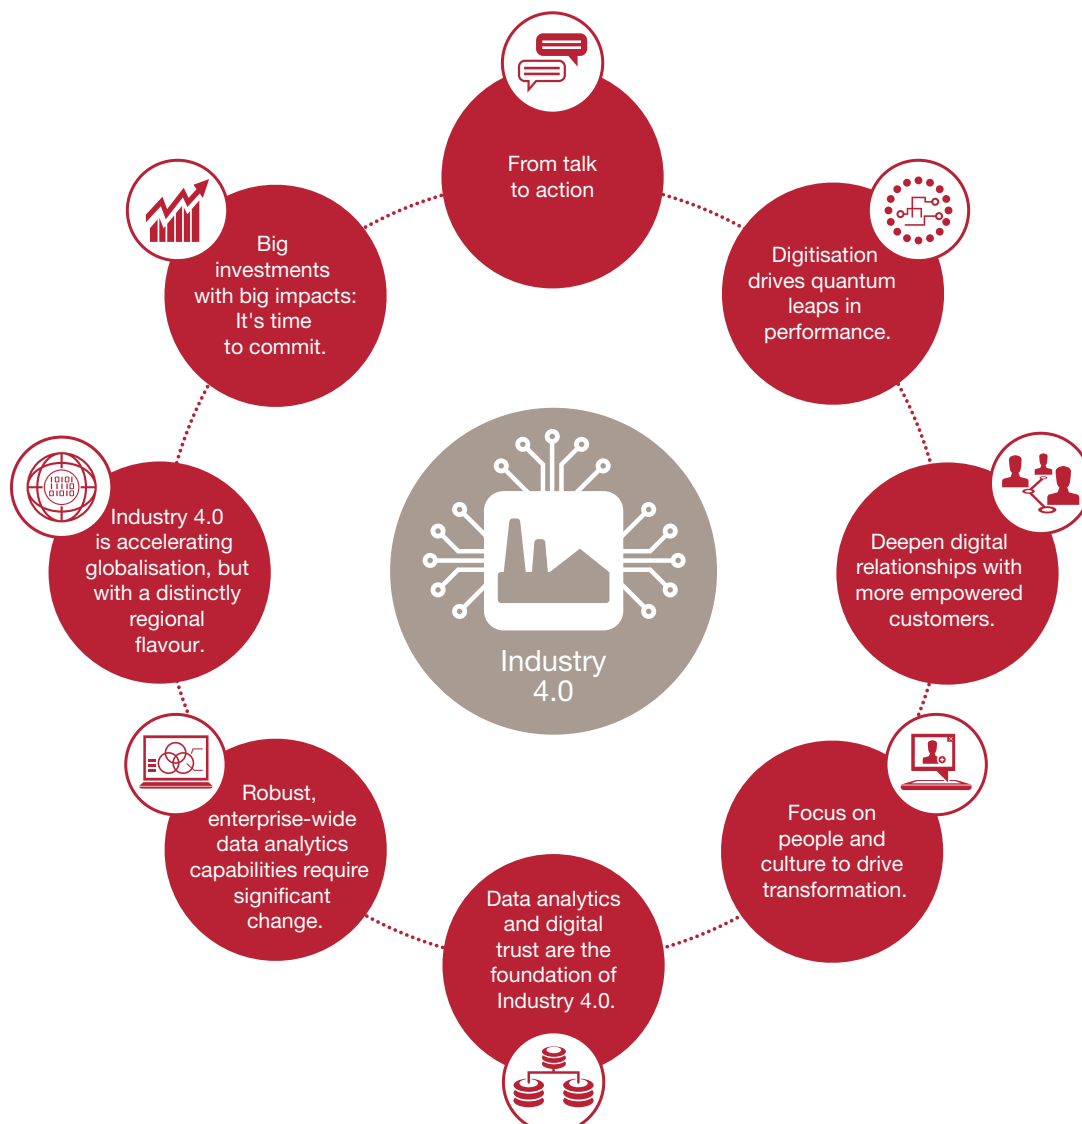 From talk
to action
Digitisation
drives quantum
leaps in
performance.
Deepen digital
relationships with
more empowered
customers.
Focus on
people and
culture to drive
transformation.
Data analytics
and digital
trust are the
foundation of
Industry 4.0.
Robust,
enterprise-wide
data analytics
capabilities require
significant
change.
10101
11110
01010
Industry 4.0
is accelerating
globalisation, but
with a distinctly
regional
flavour.
Big
investments
with big impacts:
It's time
to commit.
Industry
4.0